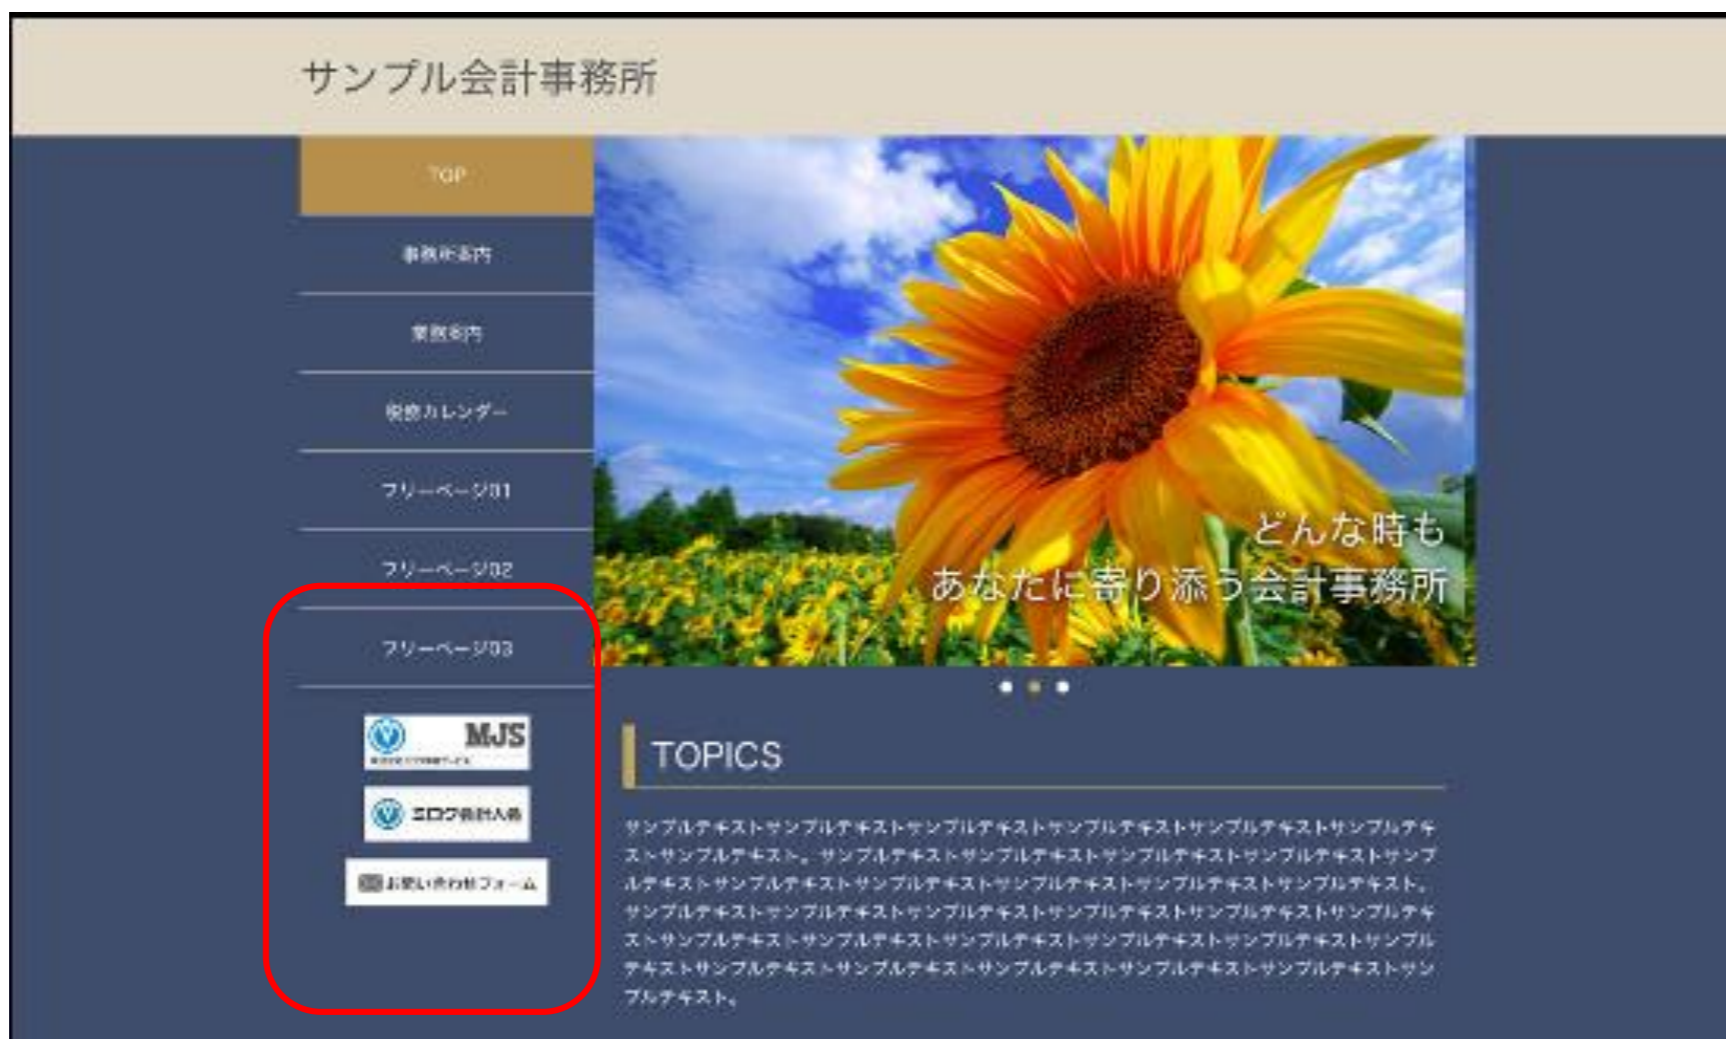 サンプル会計事務所
TOP
事務所案内
業務案内
税務カレンダー
フリーページ01
フリーページ02
フリーページ03
MJS
ミロク会計人会
お問い合わせフォーム
どんな時も
あなたに寄り添う会計事務所
TOPICS
サンプルテキストサンプルテキストサンプルテキストサンプルテキストサンプルテキストサンプルテキ
ストサンプルテキスト。サンプルテキストサンプルテキストサンプルテキストサンプルテキストサンプ
ルテキストサンプルテキストサンプルテキストサンプルテキストサンプルテキストサンプルテキスト。
サンプルテキストサンプルテキストサンプルテキストサンプルテキストサンプルテキストサンプルテキ
ストサンプルテキストサンプルテキストサンプルテキストサンプルテキストサンプルテキストサンプル
テキストサンプルテキストサンプルテキストサンプルテキストサンプルテキストサンプルテキストサン
プルテキスト。